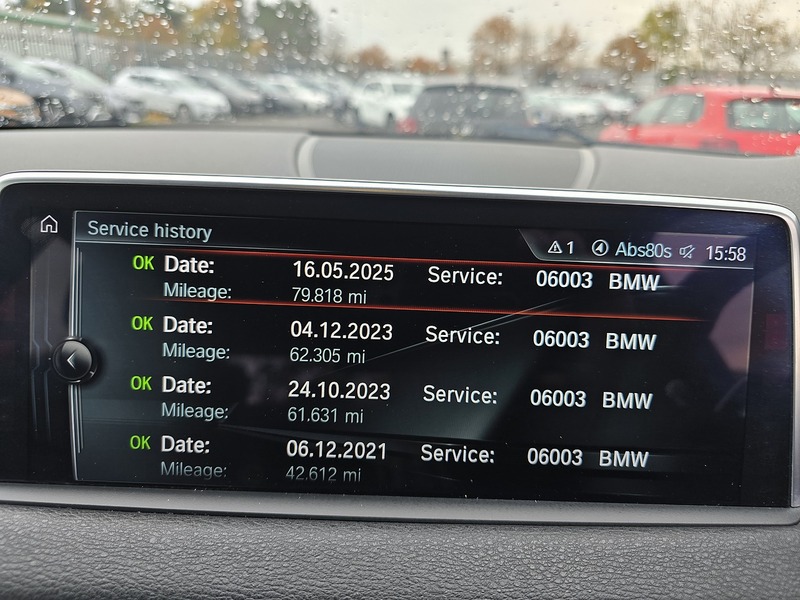 Service history
1 Abs80s 15:58
OK Date: 16.05.2025 Service: 06003 BMW
Mileage: 79.818 mi
OK Date: 04.12.2023 Service: 06003 BMW
Mileage: 62.305 mi
OK Date: 24.10.2023 Service: 06003 BMW
Mileage: 61.631 mi
OK Date: 06.12.2021 Service: 06003 BMW
Mileage: 42.612 mi